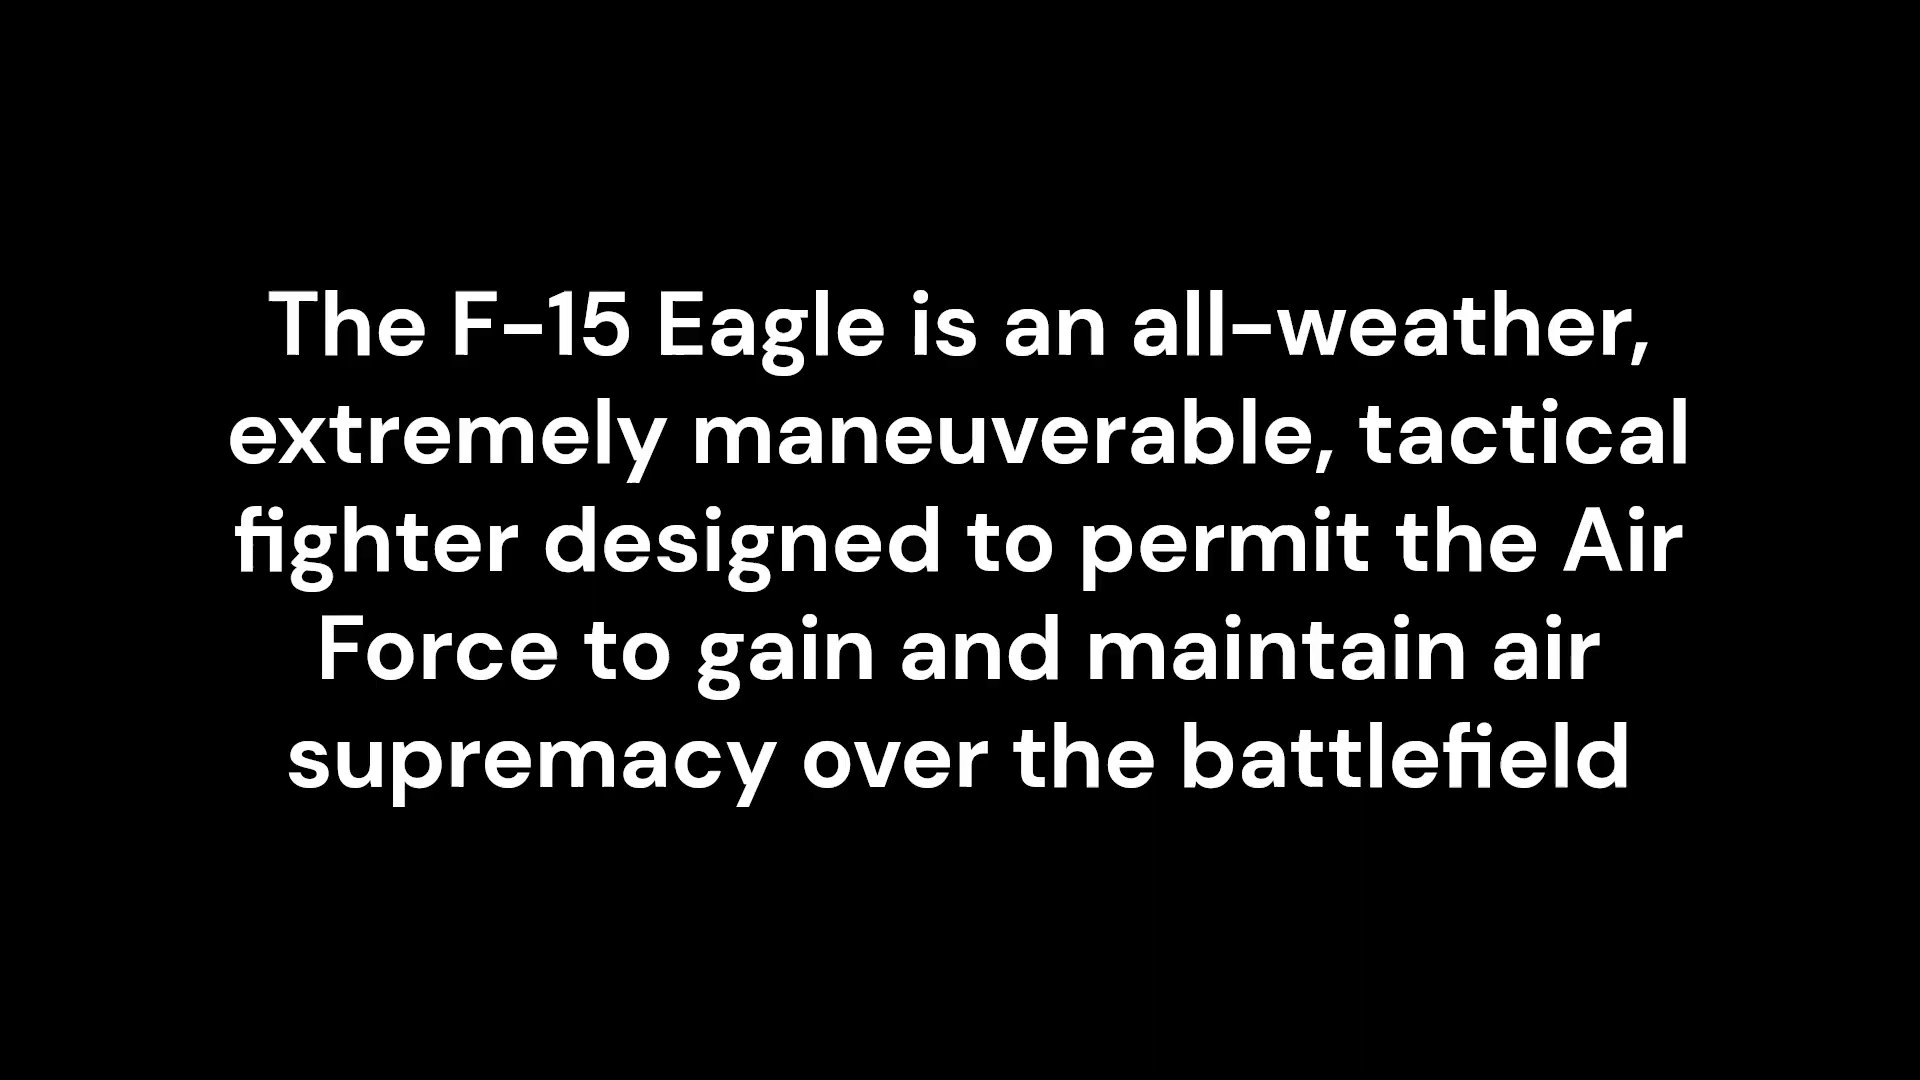 The F-15 Eagle is an all-weather,
extremely maneuverable, tactical
fighter designed to permit the Air
Force to gain and maintain air
supremacy over the battlefield